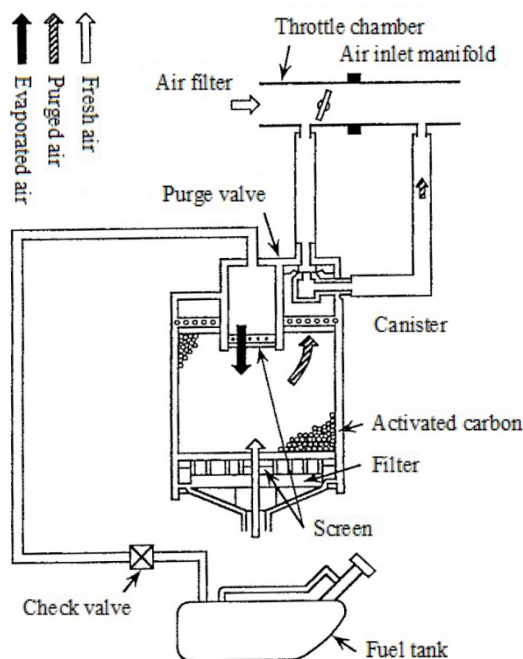 Throttle chamber
Air inlet manifold
Air filter
Evaporated air
Purged air
Fresh air
Purge valve
Canister
Activated carbon
Filter
Screen
Check valve
Fuel tank